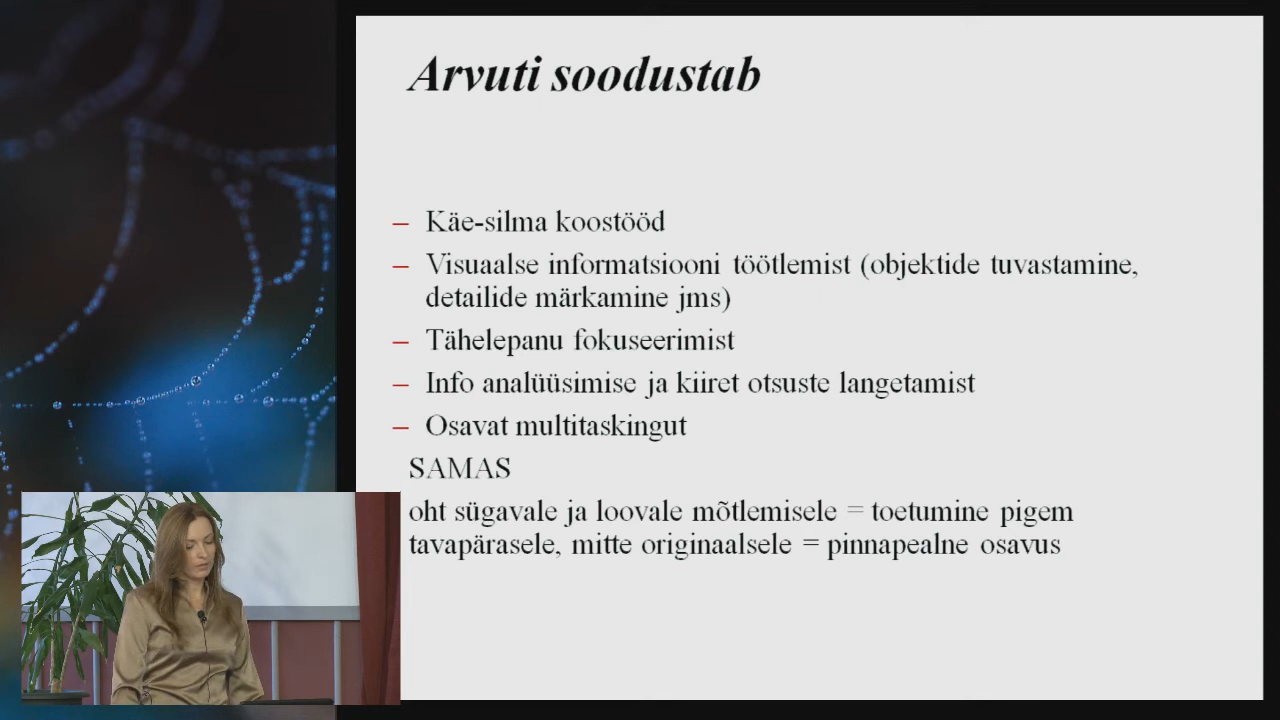 Arvuti soodustab
– Käe-silma koostööd
– Visuaalse informatsiooni töötlemist (objektide tuvastamine,
detailide märkamine jms)
– Tähelepanu fokuseerimist
– Info analüüsimise ja kiiret otsuste langetamist
– Osavat multitaskingut
SAMAS
oht sügavale ja loovale mõtlemisele = toetumine pigem
tavapärasele, mitte originaalsele = pinnapealne osavus